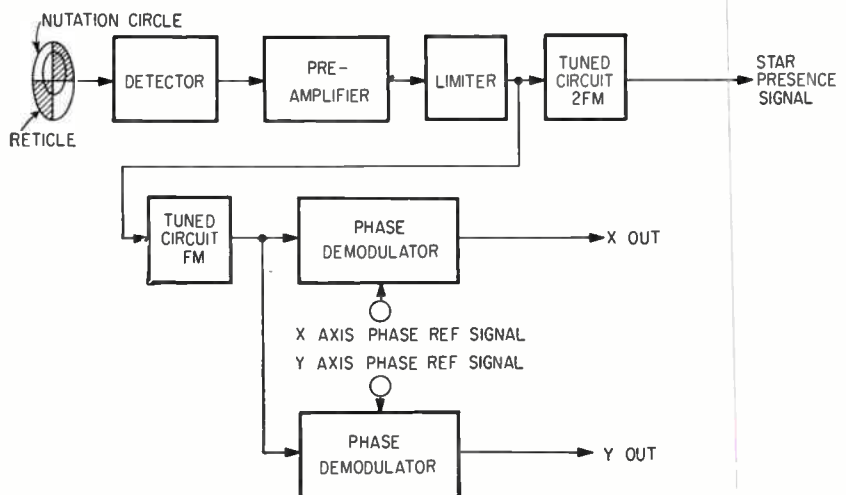 NUTATION CIRCLE
RETICLE
DETECTOR
PRE-
AMPLIFIER
LIMITER
TUNED
CIRCUIT
2FM
STAR
PRESENCE
SIGNAL
TUNED
CIRCUIT
FM
PHASE
DEMODULATOR
X OUT
X AXIS PHASE REF SIGNAL
Y AXIS PHASE REF SIGNAL
PHASE
DEMODULATOR
Y OUT